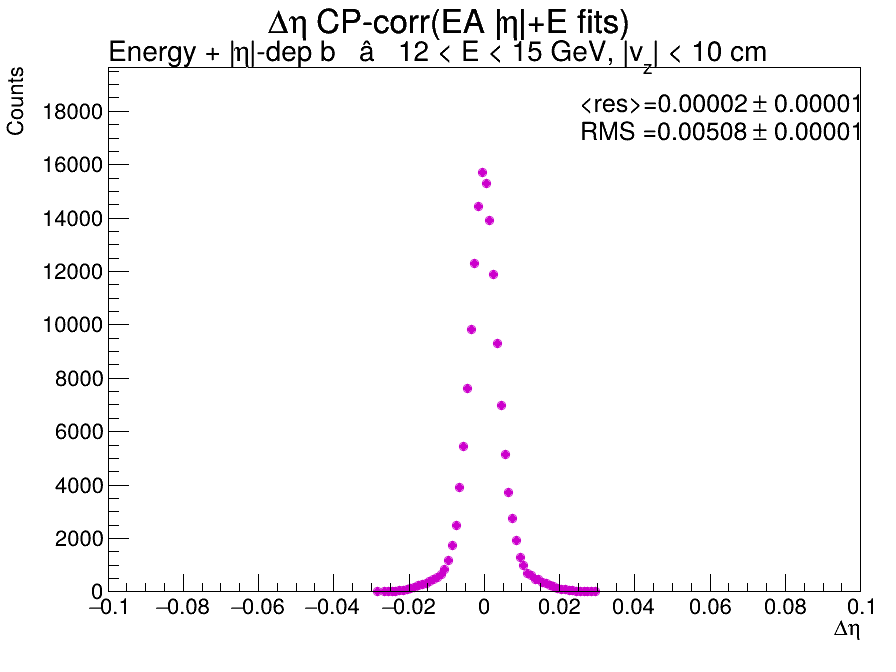 Δη CP-corr(EA |η|+E fits)
Energy + |η|-dep b â 12 < E < 15 GeV, |v_z| < 10 cm
Counts
<res>=0.00002 ± 0.00001
RMS =0.00508 ± 0.00001
18000
16000
14000
12000
10000
8000
6000
4000
2000
0
−0.1 −0.08 −0.06 −0.04 −0.02 0 0.02 0.04 0.06 0.08 0.1
Δη